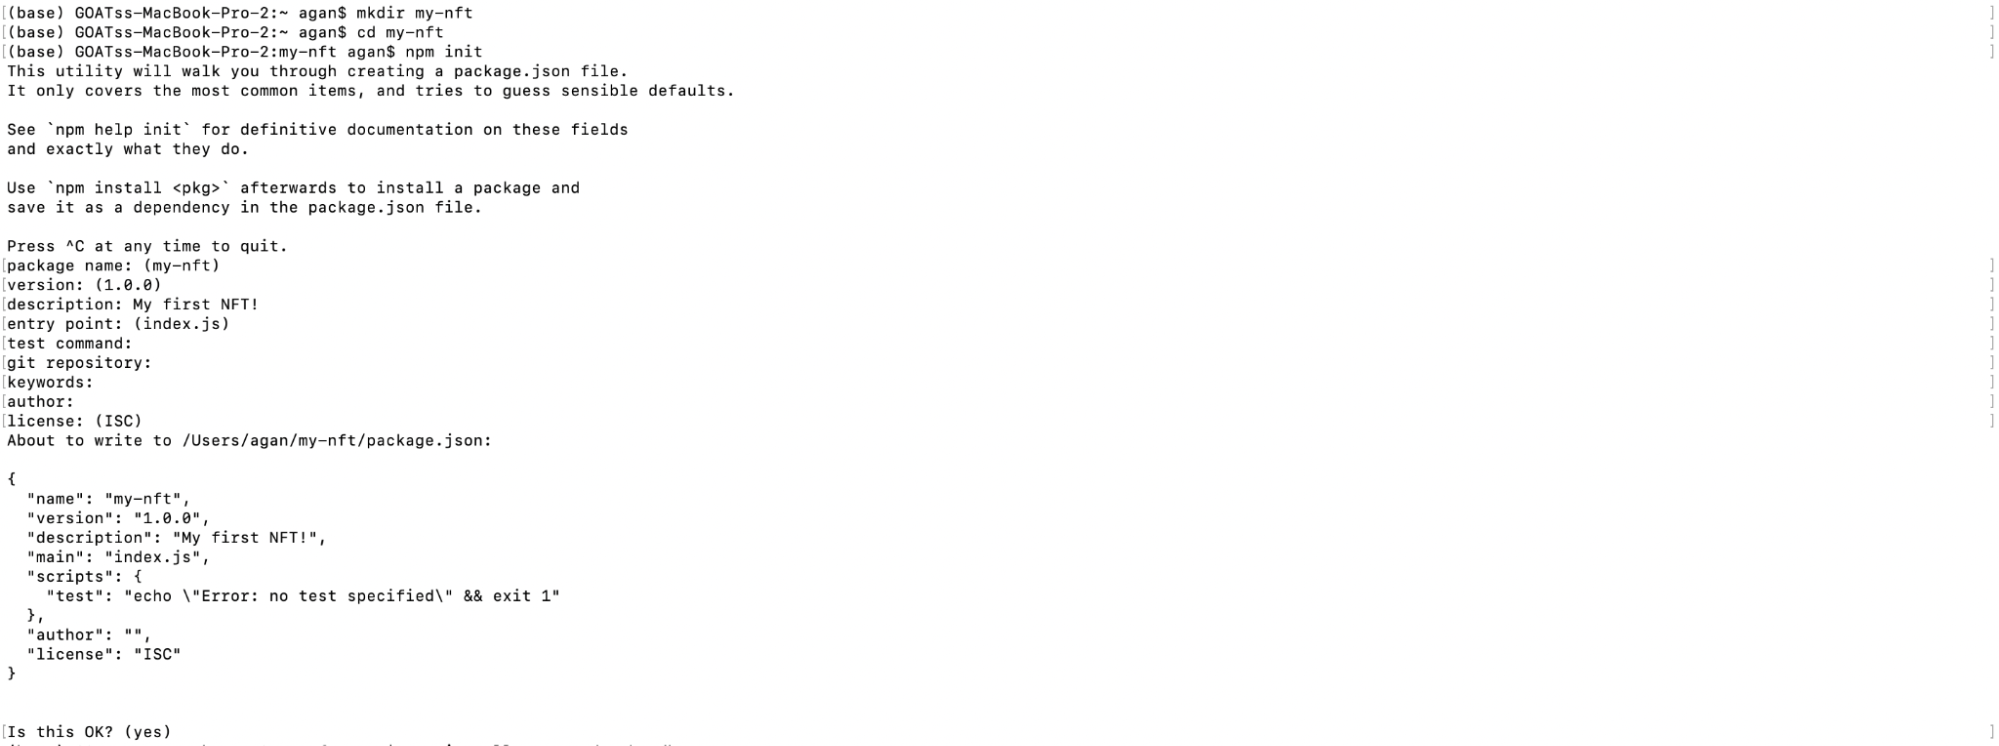 [(base) GOATss-MacBook-Pro-2:~ agan$ mkdir my-nft ]
[(base) GOATss-MacBook-Pro-2:~ agan$ cd my-nft ]
[(base) GOATss-MacBook-Pro-2:my-nft agan$ npm init ]
This utility will walk you through creating a package.json file.
It only covers the most common items, and tries to guess sensible defaults.
See `npm help init` for definitive documentation on these fields
and exactly what they do.
Use `npm install <pkg>` afterwards to install a package and
save it as a dependency in the package.json file.
Press ^C at any time to quit.
[package name: (my-nft) ]
[version: (1.0.0) ]
[description: My first NFT! ]
[entry point: (index.js) ]
[test command: ]
[git repository: ]
[keywords: ]
[author: ]
[license: (ISC) ]
About to write to /Users/agan/my-nft/package.json:
{
  "name": "my-nft",
  "version": "1.0.0",
  "description": "My first NFT!",
  "main": "index.js",
  "scripts": {
    "test": "echo \"Error: no test specified\" && exit 1"
  },
  "author": "",
  "license": "ISC"
}
[Is this OK? (yes) ]